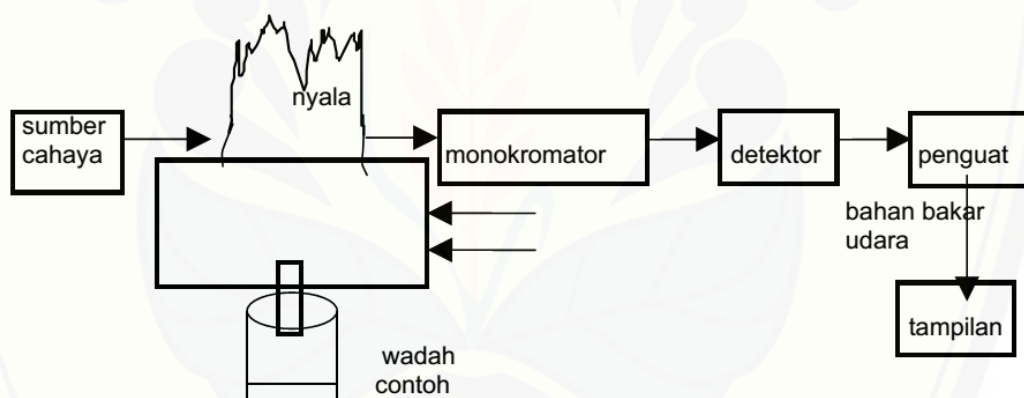 nyala
sumber
cahaya
monokromator
detektor
penguat
bahan bakar
udara
tampilan
wadah
contoh